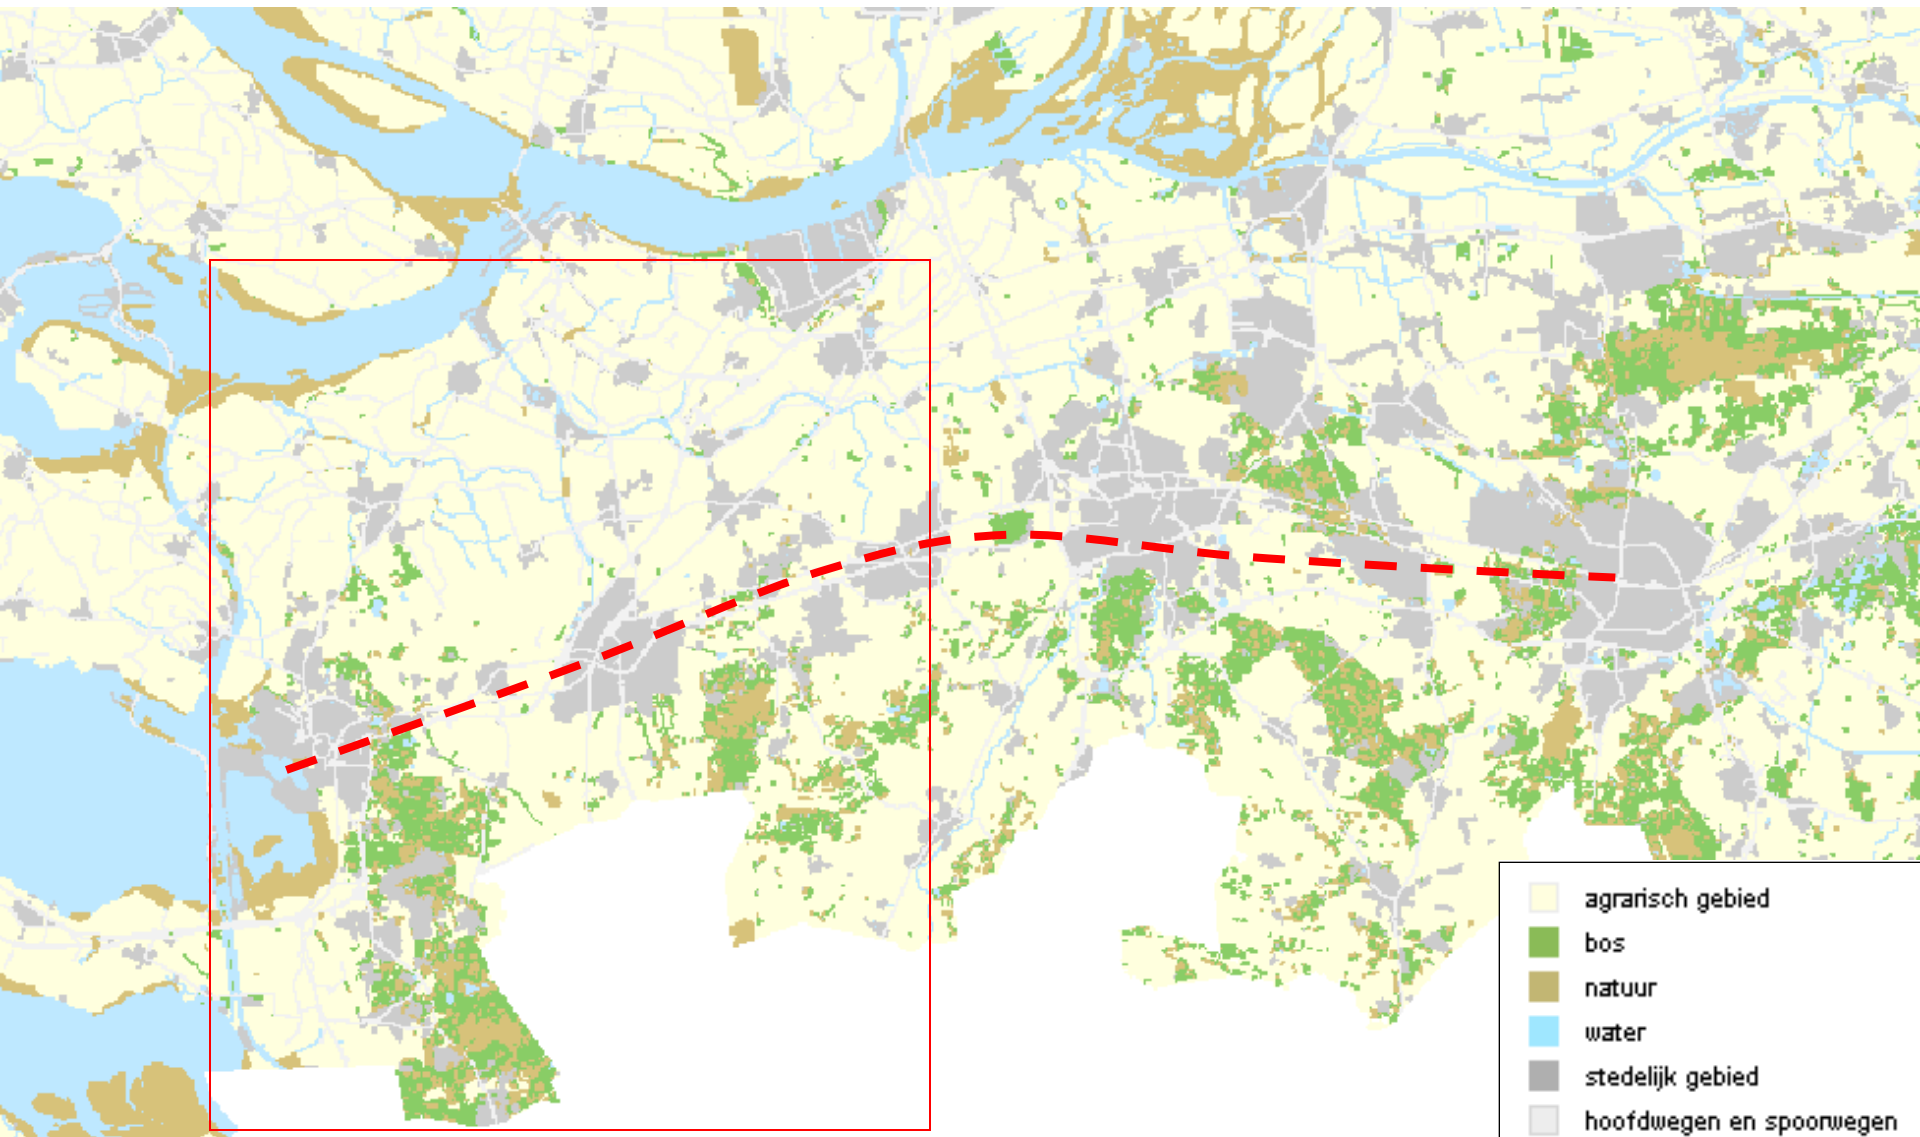 agrarisch gebied
bos
natuur
water
stedelijk gebied
hoofdwegen en spoorwegen